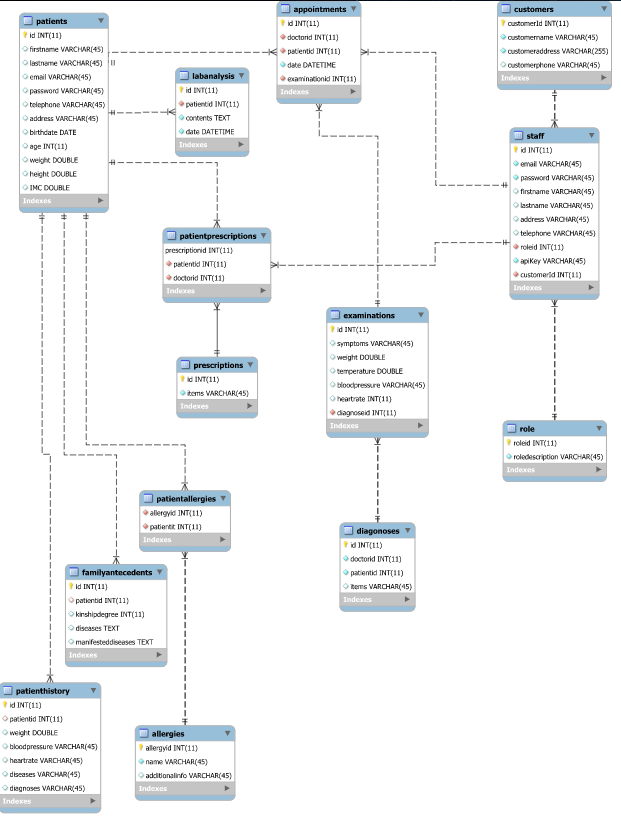 patients
id INT(11)
firstname VARCHAR(45)
lastname VARCHAR(45)
email VARCHAR(45)
password VARCHAR(45)
telephone VARCHAR(45)
address VARCHAR(45)
birthdate DATE
age INT(11)
weight DOUBLE
height DOUBLE
IMC DOUBLE
Indexes
labanalysis
id INT(11)
patientid INT(11)
contents TEXT
date DATETIME
Indexes
appointments
id INT(11)
doctorid INT(11)
patientid INT(11)
date DATETIME
examinationid INT(11)
Indexes
customers
customerId INT(11)
customername VARCHAR(45)
customeraddress VARCHAR(255)
customerphone VARCHAR(45)
Indexes
staff
id INT(11)
email VARCHAR(45)
password VARCHAR(45)
firstname VARCHAR(45)
lastname VARCHAR(45)
address VARCHAR(45)
telephone VARCHAR(45)
roleid INT(11)
apiKey VARCHAR(45)
customerId INT(11)
Indexes
patientprescriptions
prescriptionid INT(11)
patientid INT(11)
doctorid INT(11)
Indexes
prescriptions
id INT(11)
items VARCHAR(45)
Indexes
examinations
id INT(11)
symptoms VARCHAR(45)
weight DOUBLE
temperature DOUBLE
bloodpressure VARCHAR(45)
heartrate INT(11)
diagnoseid INT(11)
Indexes
role
roleid INT(11)
roledescription VARCHAR(45)
Indexes
patientallergies
allergyid INT(11)
patientit INT(11)
Indexes
diagonoses
id INT(11)
doctorid INT(11)
patientid INT(11)
items VARCHAR(45)
Indexes
familyantecedents
id INT(11)
patientid INT(11)
kinshipdegree INT(11)
diseases TEXT
manifesteddiseases TEXT
Indexes
patienthistory
id INT(11)
patientid INT(11)
weight DOUBLE
bloodpressure VARCHAR(45)
heartrate VARCHAR(45)
diseases VARCHAR(45)
diagnoses VARCHAR(45)
Indexes
allergies
allergyid INT(11)
name VARCHAR(45)
additionalinfo VARCHAR(45)
Indexes